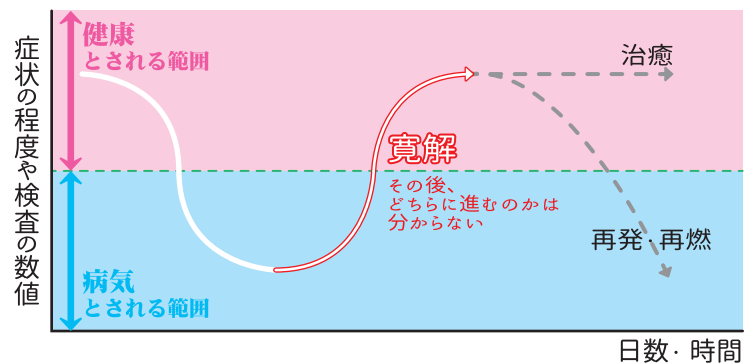 症状の程度や検査の数値
健康
とされる範囲
治癒
寛解
その後、
どちらに進むのかは
分からない
再発・再燃
病気
とされる範囲
日数・時間